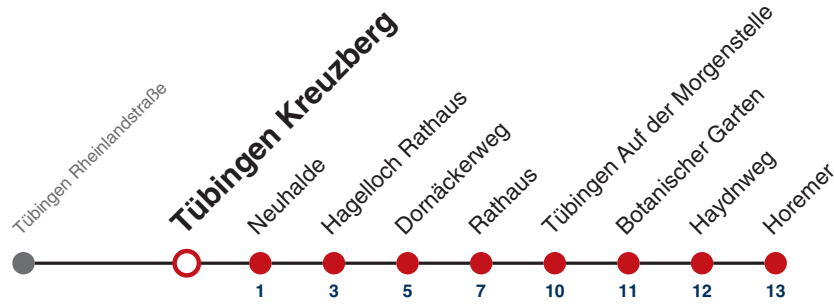 Tübingen Rheinlandstraße
Tübingen Kreuzberg
Neuhalde
Hagelloch Rathaus
Dornäckerweg
Rathaus
Tübingen Auf der Morgenstelle
Botanischer Garten
Haydnweg
Horemer
1 3 5 7 10 11 12 13